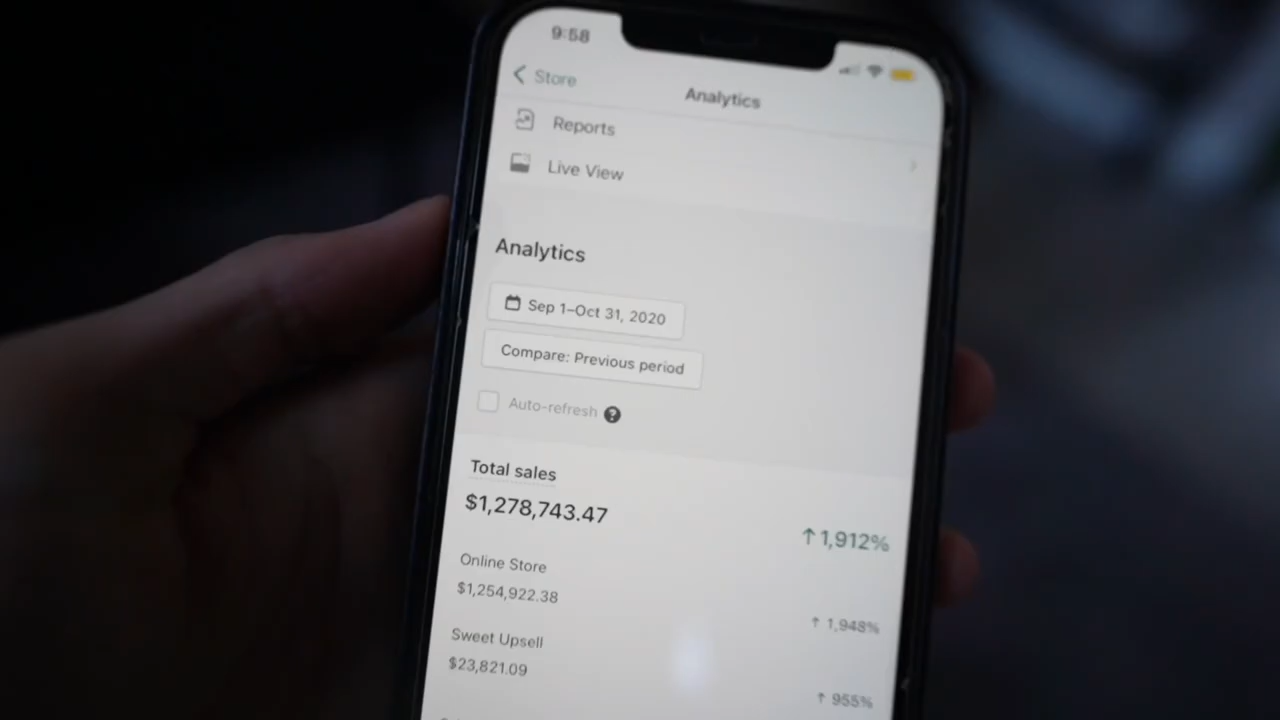 9:58
Store
Analytics
Reports
Live View
Analytics
Sep 1–Oct 31, 2020
Compare: Previous period
Auto-refresh ?
Total sales
$1,278,743.47
↑ 1,912%
Online Store
$1,254,922.38
↑ 1,948%
Sweet Upsell
$23,821.09
↑ 955%